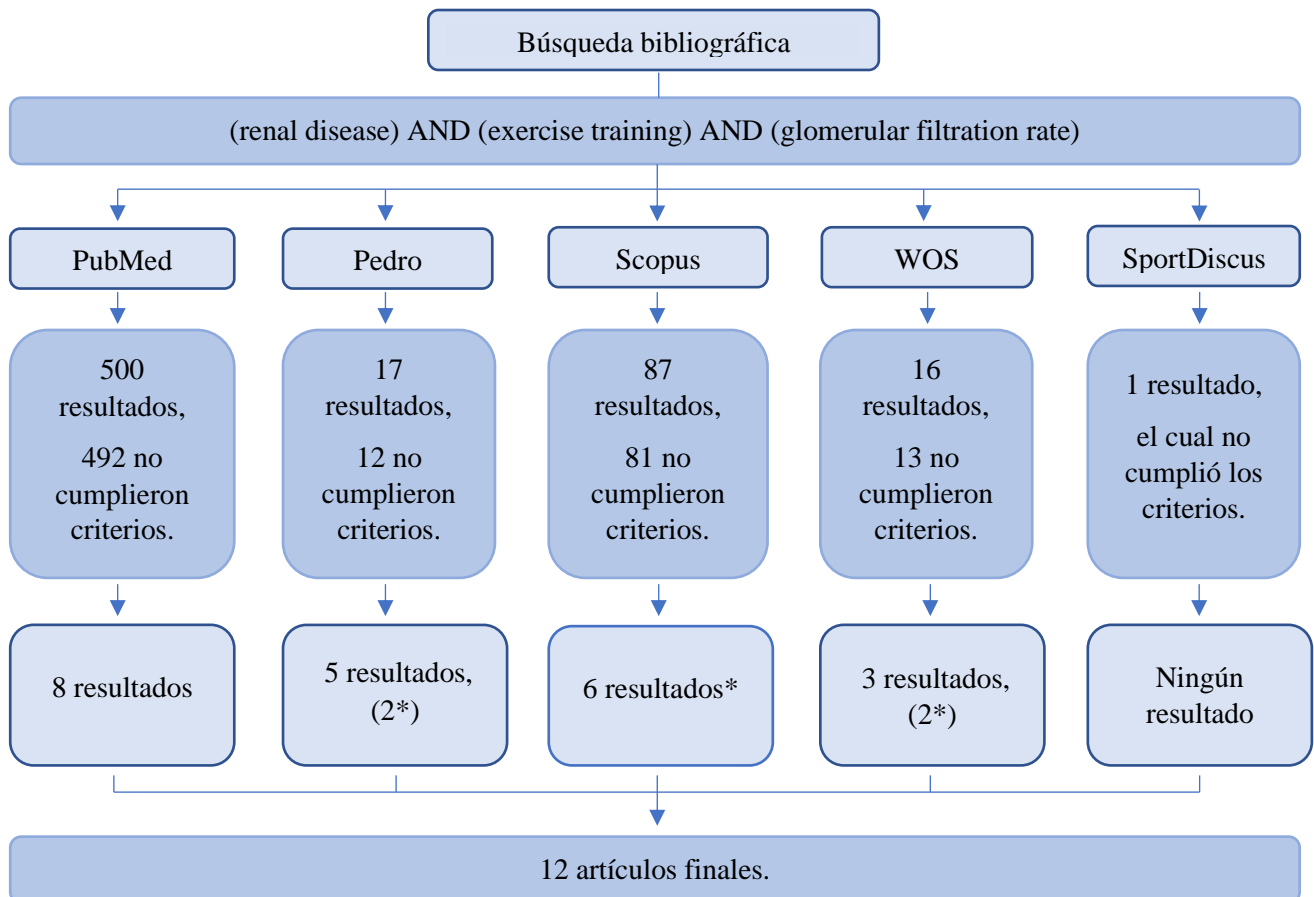 Búsqueda bibliográfica
(renal disease) AND (exercise training) AND (glomerular filtration rate)
PubMed
Pedro
Scopus
WOS
SportDiscus
500
resultados,
492 no
cumplieron
criterios.
17
resultados,
12 no
cumplieron
criterios.
87
resultados,
81 no
cumplieron
criterios.
16
resultados,
13 no
cumplieron
criterios.
1 resultado,
el cual no
cumplió los
criterios.
8 resultados
5 resultados,
(2*)
6 resultados*
3 resultados,
(2*)
Ningún
resultado
12 artículos finales.